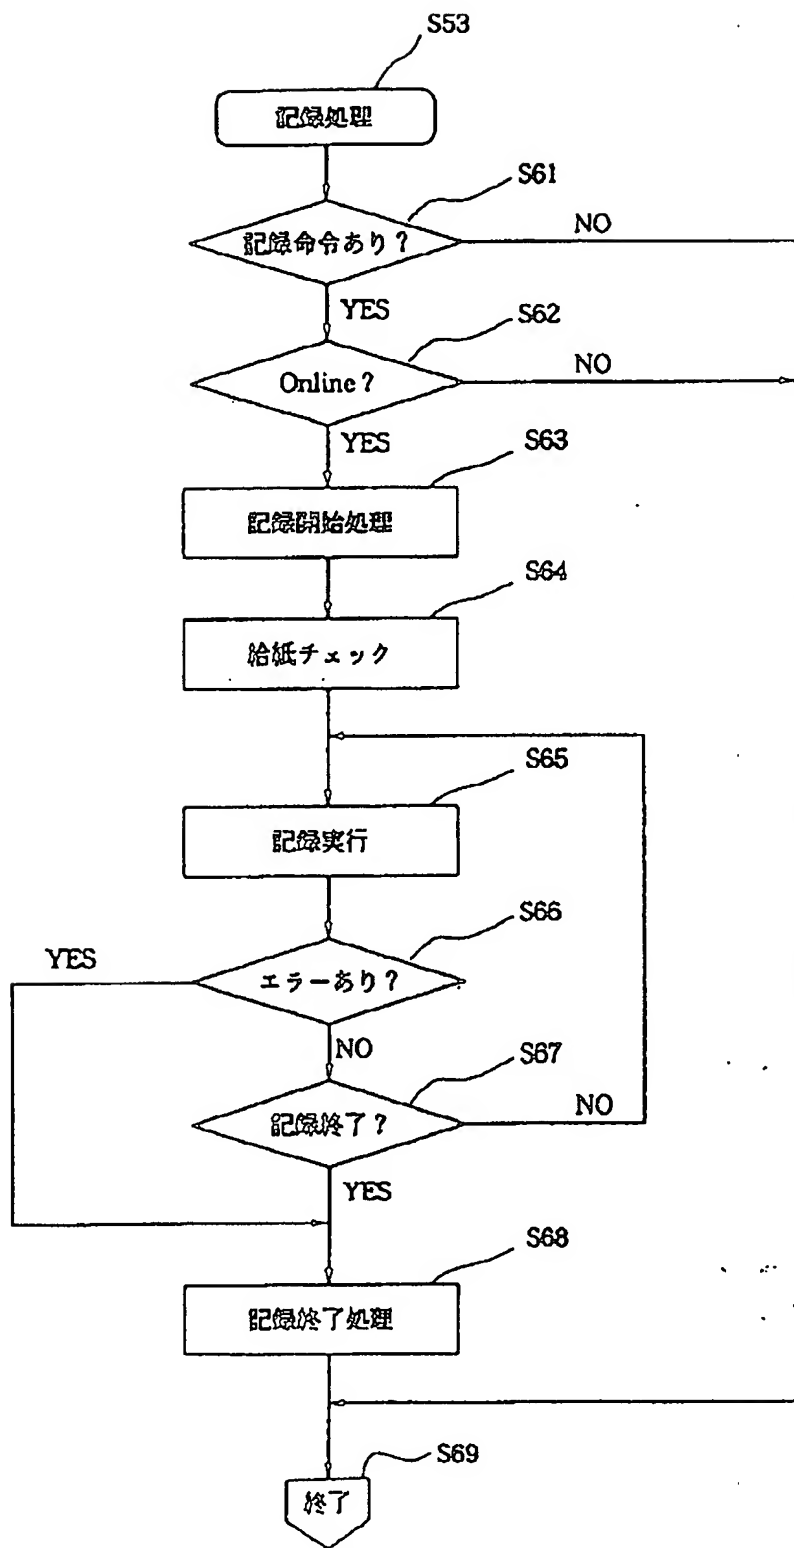 S53
記録処理
S61
記録命令あり?
NO
YES
S62
Online?
NO
YES
S63
記録開始処理
S64
給紙チェック
S65
記録実行
S66
YES
エラーあり?
NO
S67
記録終了?
NO
YES
S68
記録終了処理
S69
終了